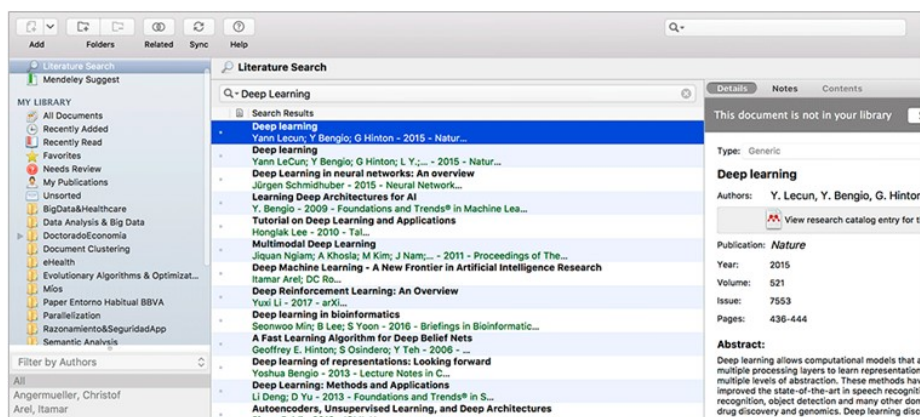 Add Folders Related Sync Help
Literature Search
Mendeley Suggest
MY LIBRARY
All Documents
Recently Added
Recently Read
Favorites
Needs Review
My Publications
Unsorted
BigData&Healthcare
Data Analysis & Big Data
DoctoradoEconomia
Document Clustering
eHealth
Evolutionary Algorithms & Optimizat...
Míos
Paper Entorno Habitual BBVA
Parallelization
Razonamiento&SeguridadApp
Semantic Analysis
Filter by Authors
All
Angermueller, Christof
Arel, Itamar
Literature Search
Deep Learning
Search Results
Deep learning
Yann Lecun; Y Bengio; G Hinton - 2015 - Natur...
Deep learning
Yann LeCun; Y Bengio; G Hinton; L Y.;... - 2015 - Natur...
Deep Learning in neural networks: An overview
Jürgen Schmidhuber - 2015 - Neural Network...
Learning Deep Architectures for AI
Y. Bengio - 2009 - Foundations and Trends® in Machine Lea...
Tutorial on Deep Learning and Applications
Honglak Lee - 2010 - Tal...
Multimodal Deep Learning
Jiquan Ngiam; A Khosla; M Kim; J Nam;... - 2011 - Proceedings of The...
Deep Machine Learning - A New Frontier in Artificial Intelligence Research
Itamar Arel; DC Ro...
Deep Reinforcement Learning: An Overview
Yuxi Li - 2017 - arXi...
Deep learning in bioinformatics
Seonwoo Min; B Lee; S Yoon - 2016 - Briefings in Bioinformatic...
A Fast Learning Algorithm for Deep Belief Nets
Geoffrey E. Hinton; S Osindero; Y Teh - 2006 - ...
Deep learning of representations: Looking forward
Yoshua Bengio - 2013 - Lecture Notes in C...
Deep Learning: Methods and Applications
Li Deng; D Yu - 2013 - Foundations and Trends® in S...
Autoencoders, Unsupervised Learning, and Deep Architectures
Details Notes Contents
This document is not in your library
Type: Generic
Deep learning
Authors: Y. Lecun, Y. Bengio, G. Hinton
View research catalog entry for
Publication: Nature
Year: 2015
Volume: 521
Issue: 7553
Pages: 436-444
Abstract:
Deep learning allows computational models that
multiple processing layers to learn representation
multiple levels of abstraction. These methods
improved the state-of-the-art in speech
recognition, object detection and many other
drug discovery and genomics. Deep learning